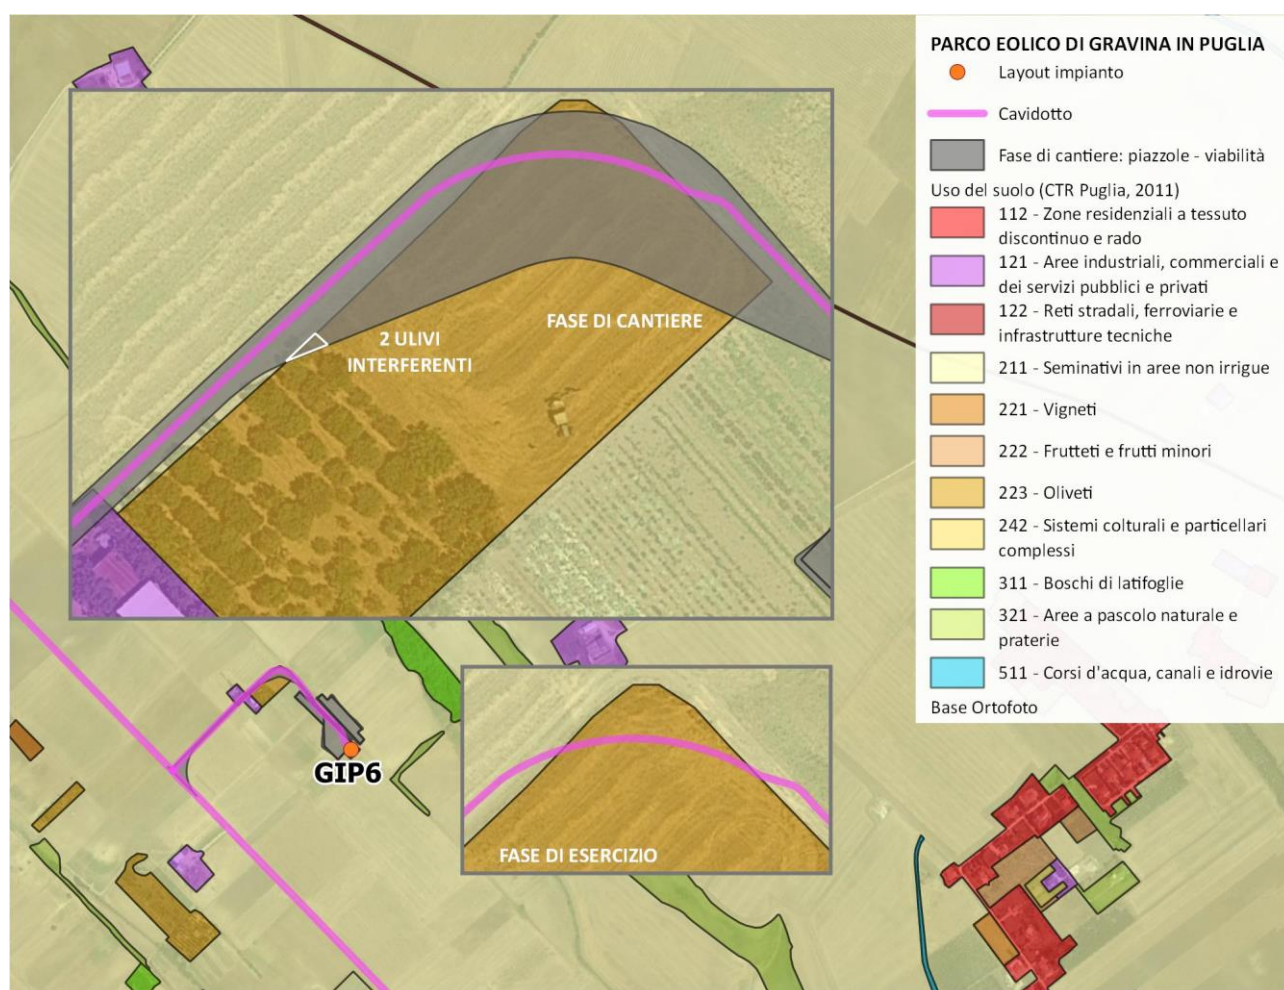 PARCO EOLICO DI GRAVINA IN PUGLIA
Layout impianto
Cavidotto
Fase di cantiere: piazzole - viabilità
Uso del suolo (CTR Puglia, 2011)
112 - Zone residenziali a tessuto
discontinuo e rado
121 - Aree industriali, commerciali e
dei servizi pubblici e privati
122 - Reti stradali, ferroviarie e
infrastrutture tecniche
211 - Seminativi in aree non irrigue
221 - Vigneti
222 - Frutteti e frutti minori
223 - Oliveti
242 - Sistemi colturali e particellari
complessi
311 - Boschi di latifoglie
321 - Aree a pascolo naturale e
praterie
511 - Corsi d'acqua, canali e idrovie
Base Ortofoto
FASE DI CANTIERE
2 ULIVI
INTERFERENTI
GIP6
FASE DI ESERCIZIO